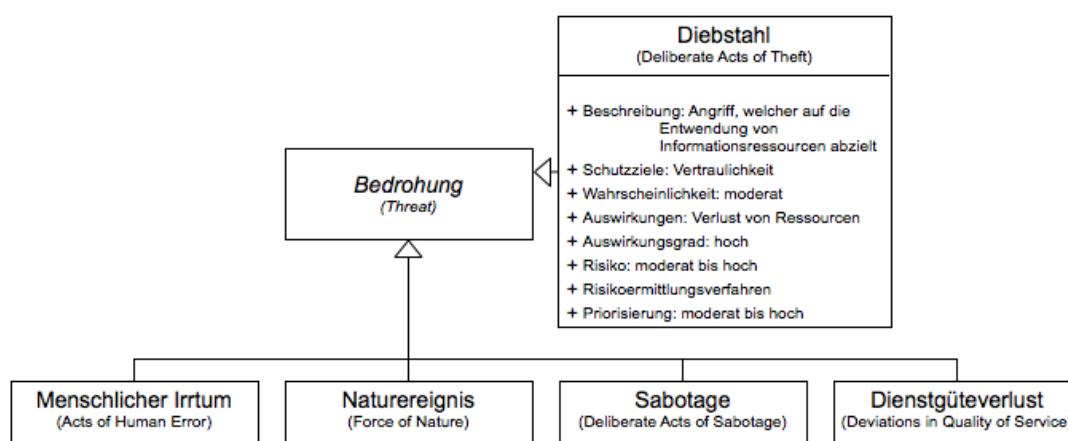 Diebstahl
(Deliberate Acts of Theft)
+ Beschreibung: Angriff, welcher auf die
Entwendung von
Informationsressourcen abzielt
+ Schutzziele: Vertraulichkeit
+ Wahrscheinlichkeit: moderat
+ Auswirkungen: Verlust von Ressourcen
+ Auswirkungsgrad: hoch
+ Risiko: moderat bis hoch
+ Risikoermittlungsverfahren
+ Priorisierung: moderat bis hoch
Bedrohung
(Threat)
Menschlicher Irrtum
(Acts of Human Error)
Naturereignis
(Force of Nature)
Sabotage
(Deliberate Acts of Sabotage)
Dienstgüteverlust
(Deviations in Quality of Service)